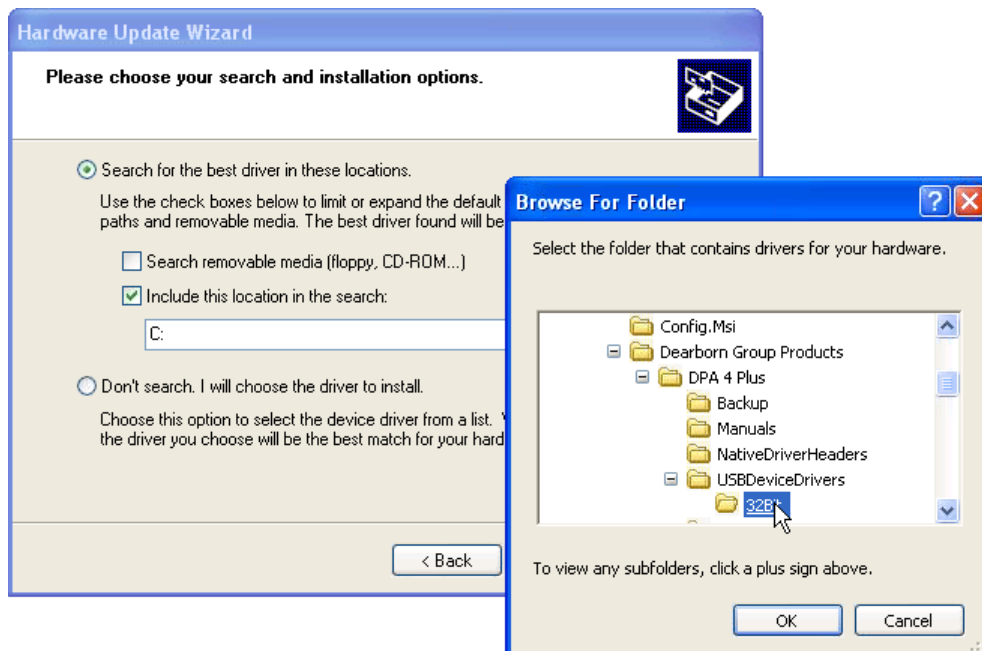 Hardware Update Wizard
Please choose your search and installation options.
Search for the best driver in these locations.
Use the check boxes below to limit or expand the default
paths and removable media. The best driver found will be
Search removable media (floppy, CD-ROM...)
Include this location in the search:
C:
Don't search. I will choose the driver to install.
Choose this option to select the device driver from a list.
the driver you choose will be the best match for your hard
< Back
Browse For Folder
Select the folder that contains drivers for your hardware.
Config.Msi
Dearborn Group Products
DPA 4 Plus
Backup
Manuals
NativeDriverHeaders
USBDeviceDrivers
32Bit
To view any subfolders, click a plus sign above.
OK
Cancel